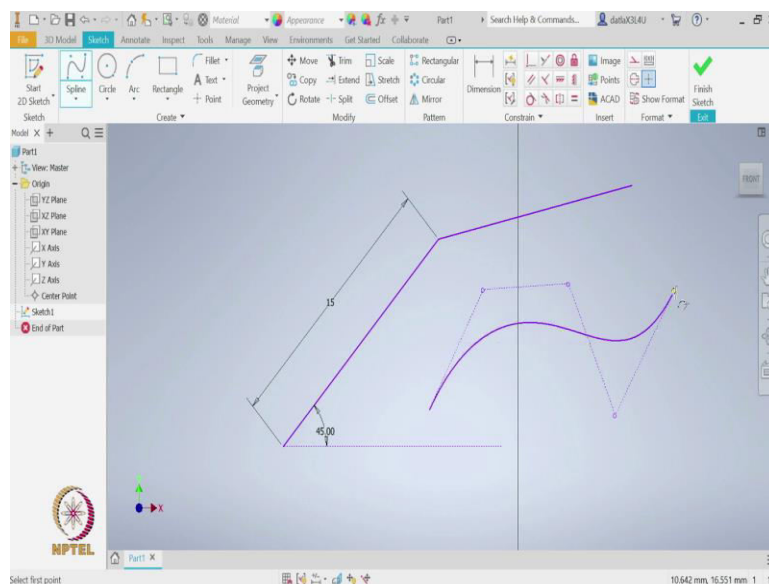 Material Appearance fx Part1 Search Help & Commands... datlaX3L4U
File 3D Model Sketch Annotate Inspect Tools Manage View Environments Get Started Collaborate
Start 2D Sketch Spline Circle Arc Rectangle Fillet Text Point Project Geometry Move Copy Rotate Trim Extend Split Scale Stretch Offset Rectangular Circular Mirror Dimension Image Points ACAD Show Format Finish Sketch
Sketch Create Modify Pattern Constrain Insert Format Exit
Model
Part1
View: Master
Origin
YZ Plane
XZ Plane
XY Plane
X Axis
Y Axis
Z Axis
Center Point
Sketch1
End of Part
FRONT
15
45.00
X
NPTEL
Part1
Select first point 10.642 mm, 16.551 mm 1